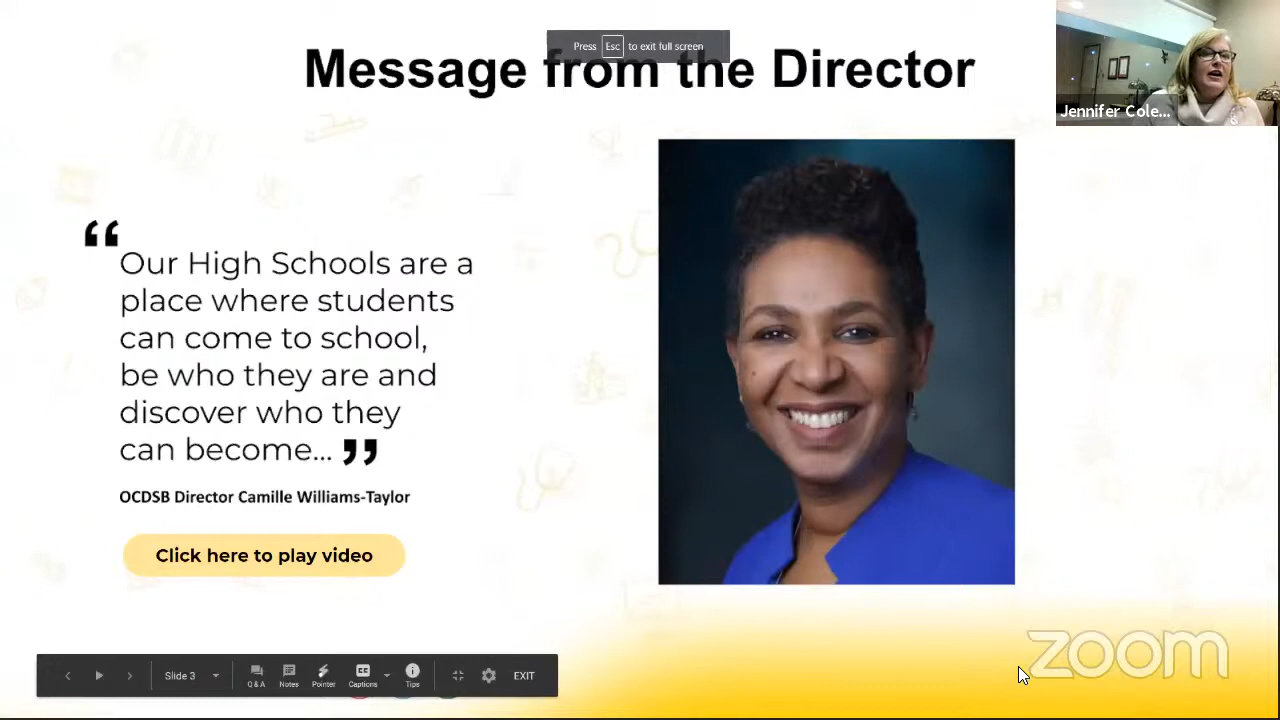 Press Esc to exit full screen
Message from the Director
Jennifer Cole...
“
Our High Schools are a
place where students
can come to school,
be who they are and
discover who they
can become... ”
OCDSB Director Camille Williams-Taylor
Click here to play video
Slide 3
Q & A
Notes
Pointer
Captions
Tips
EXIT
zoom